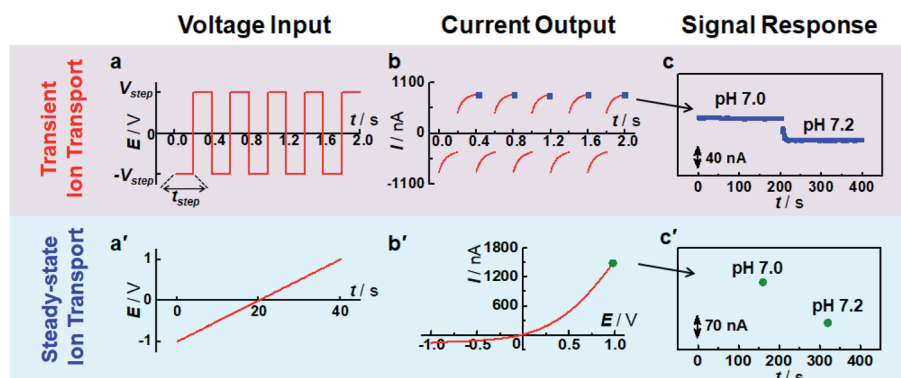 Voltage Input
Current Output
Signal Response
Transient
Ion Transport
a
V_step
E / V
0
-V_step
0.0 0.4 0.8 1.2 1.6 2.0
t / s
t_step
b
1100
I / nA
0
-1100
0.0 0.4 0.8 1.2 1.6 2.0
t / s
c
pH 7.0
pH 7.2
40 nA
0 100 200 300 400
t / s
Steady-state
Ion Transport
a′
1
E / V
0
-1
0 20 40
t / s
b′
1800
I / nA
1500
1200
900
600
0
-1.0 -0.5 0 0.5 1.0
E / V
c′
pH 7.0
pH 7.2
70 nA
0 100 200 300 400
t / s